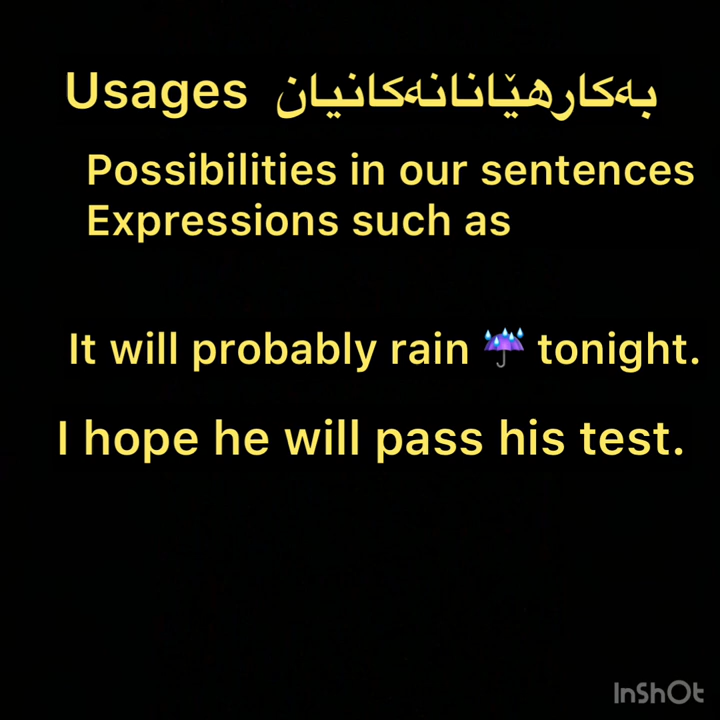 Usages بەکارهێنانەکانیان
Possibilities in our sentences
Expressions such as
It will probably rain ☔ tonight.
I hope he will pass his test.
InShOt